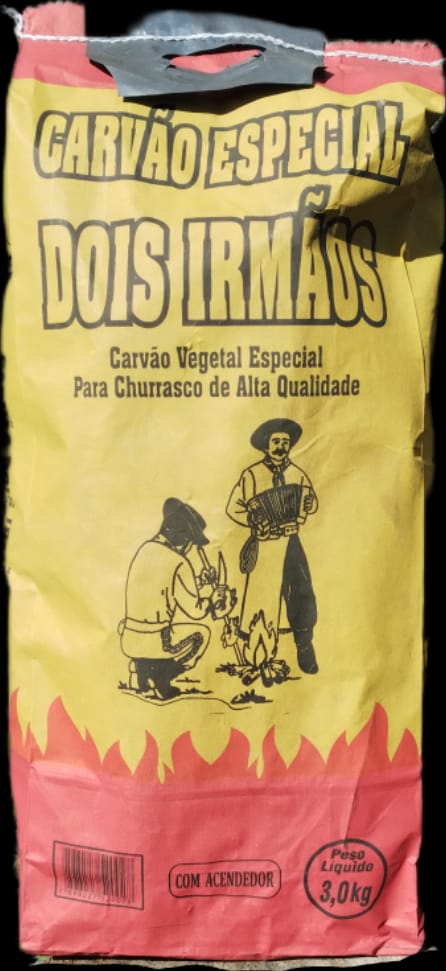 CARVÃO ESPECIAL
DOIS IRMÃOS
Carvão Vegetal Especial
Para Churrasco de Alta Qualidade
COM ACENDEDOR
Peso
Líquido
3,0kg